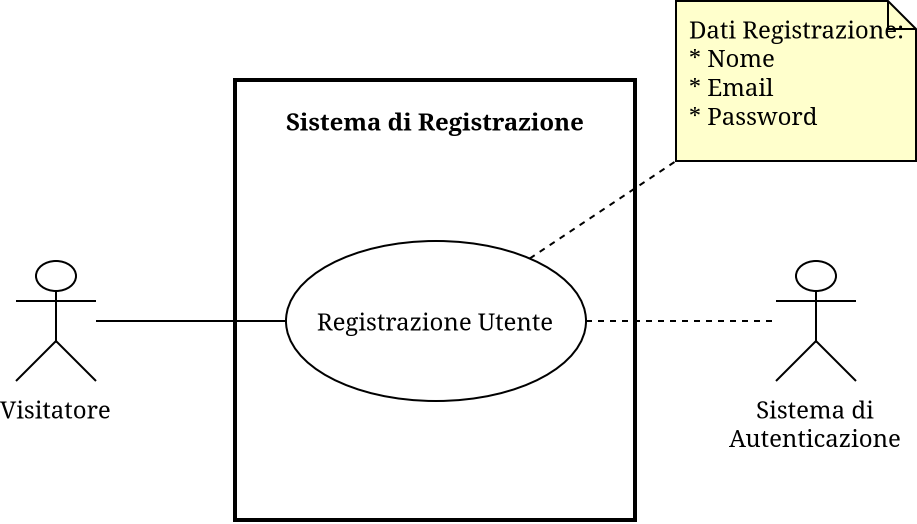 Dati Registrazione:
* Nome
* Email
* Password
Sistema di Registrazione
Registrazione Utente
Visitatore
Sistema di
Autenticazione